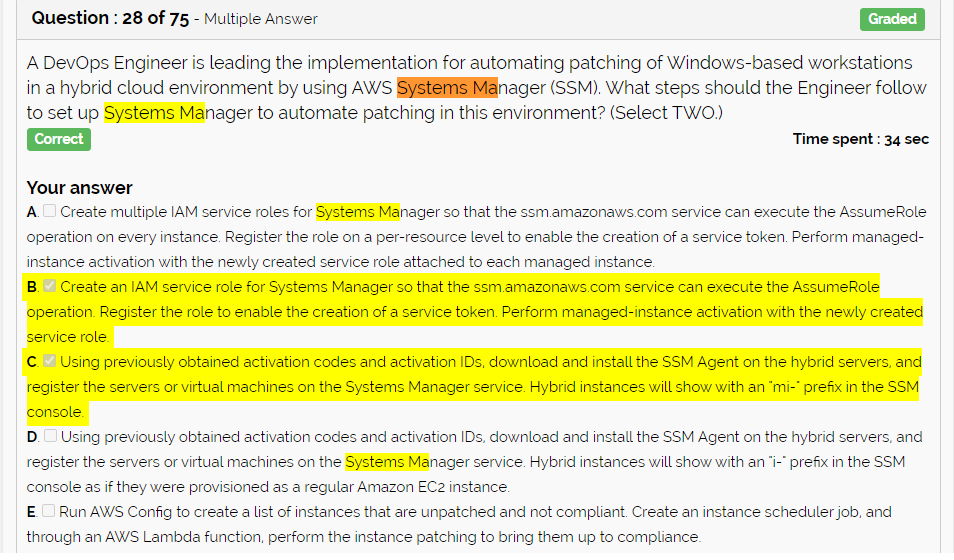 Question : 28 of 75 - Multiple Answer
Graded
A DevOps Engineer is leading the implementation for automating patching of Windows-based workstations
in a hybrid cloud environment by using AWS Systems Manager (SSM). What steps should the Engineer follow
to set up Systems Manager to automate patching in this environment? (Select TWO.)
Correct
Time spent : 34 sec
Your answer
A. Create multiple IAM service roles for Systems Manager so that the ssm.amazonaws.com service can execute the AssumeRole
operation on every instance. Register the role on a per-resource level to enable the creation of a service token. Perform managed-
instance activation with the newly created service role attached to each managed instance.
B. Create an IAM service role for Systems Manager so that the ssm.amazonaws.com service can execute the AssumeRole
operation. Register the role to enable the creation of a service token. Perform managed-instance activation with the newly created
service role.
C. Using previously obtained activation codes and activation IDs, download and install the SSM Agent on the hybrid servers, and
register the servers or virtual machines on the Systems Manager service. Hybrid instances will show with an "mi-" prefix in the SSM
console.
D. Using previously obtained activation codes and activation IDs, download and install the SSM Agent on the hybrid servers, and
register the servers or virtual machines on the Systems Manager service. Hybrid instances will show with an "i-" prefix in the SSM
console as if they were provisioned as a regular Amazon EC2 instance.
E. Run AWS Config to create a list of instances that are unpatched and not compliant. Create an instance scheduler job, and
through an AWS Lambda function, perform the instance patching to bring them up to compliance.